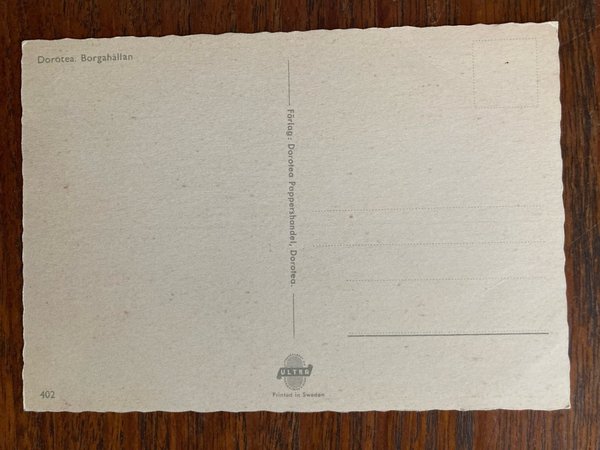 Dorotea. Borgahällan
Förlag: Dorotea Pappershandel, Dorotea.
ULTRA
Printed in Sweden
402